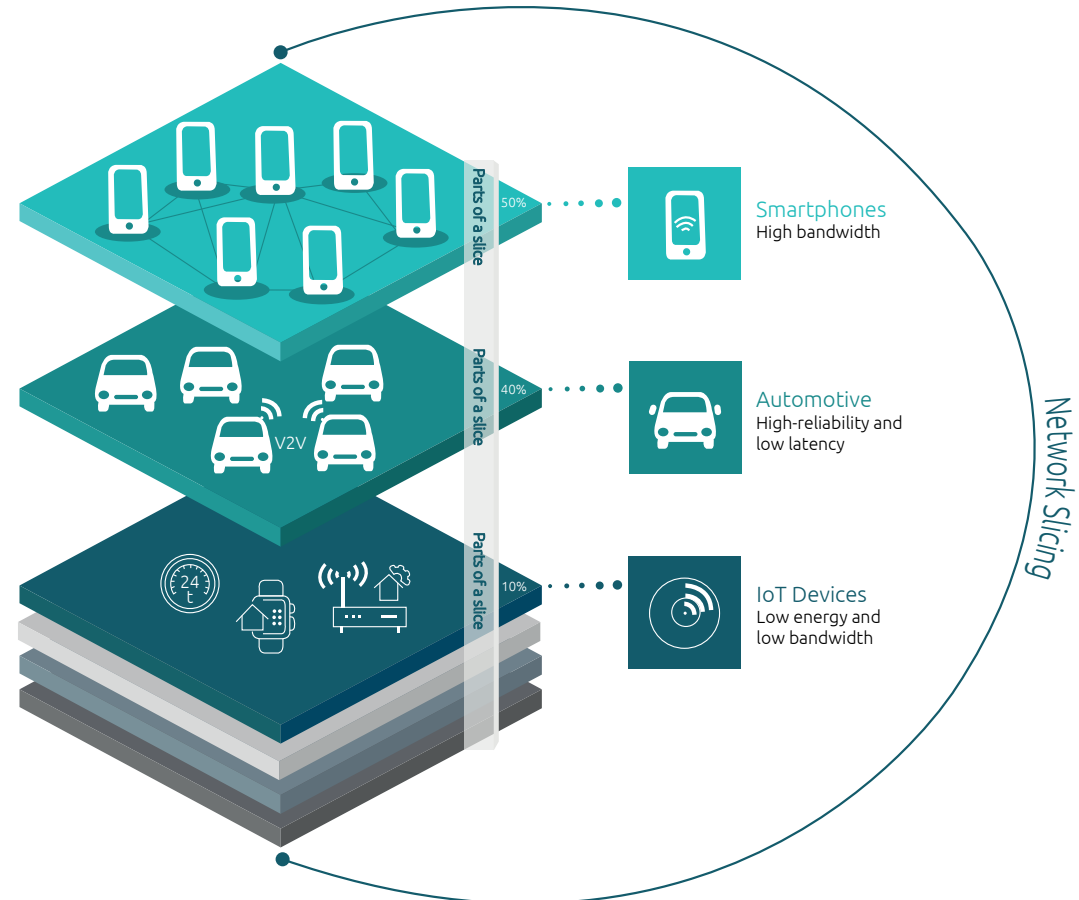 Parts of a slice
50%
Smartphones
High bandwidth
Parts of a slice
40%
V2V
Automotive
High-reliability and
low latency
Network Slicing
24
t
Parts of a slice
10%
IoT Devices
Low energy and
low bandwidth